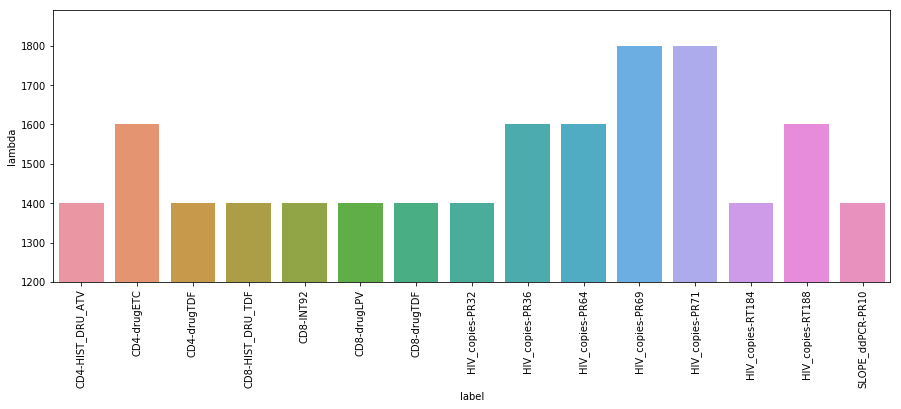 1800
1700
1600
1500
1400
1300
1200
lambda
CD4-HIST_DRU_ATV
CD4-drugETC
CD4-drugTDF
CD8-HIST_DRU_TDF
CD8-INT92
CD8-drugLPV
CD8-drugTDF
HIV_copies-PR32
HIV_copies-PR36
HIV_copies-PR64
HIV_copies-PR69
HIV_copies-PR71
HIV_copies-RT184
HIV_copies-RT188
SLOPE_ddPCR-PR10
label